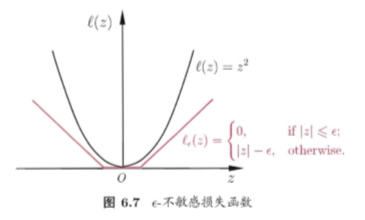 ℓ(z)
ℓ(z) = z²
ℓ_ϵ(z) = { 0, if |z| ⩽ ϵ;
|z| − ϵ, otherwise.
O z
图 6.7 ϵ-不敏感损失函数